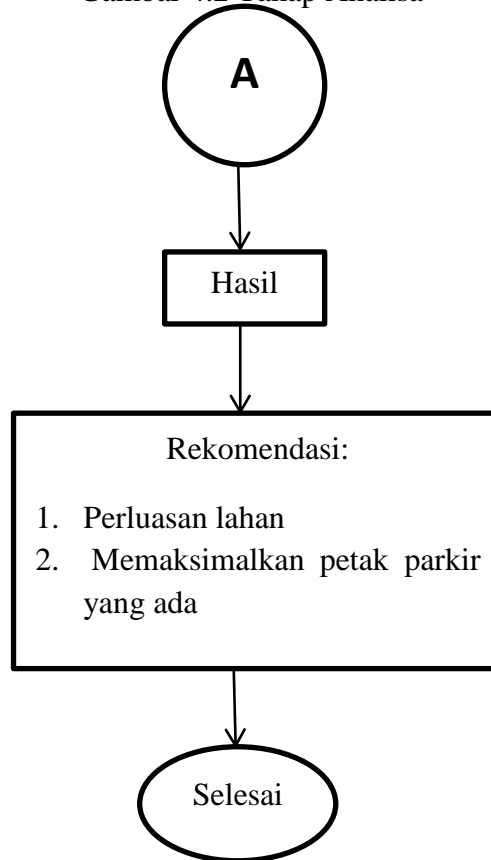 A
Hasil
Rekomendasi:
1. Perluasan lahan
2. Memaksimalkan petak parkir
yang ada
Selesai